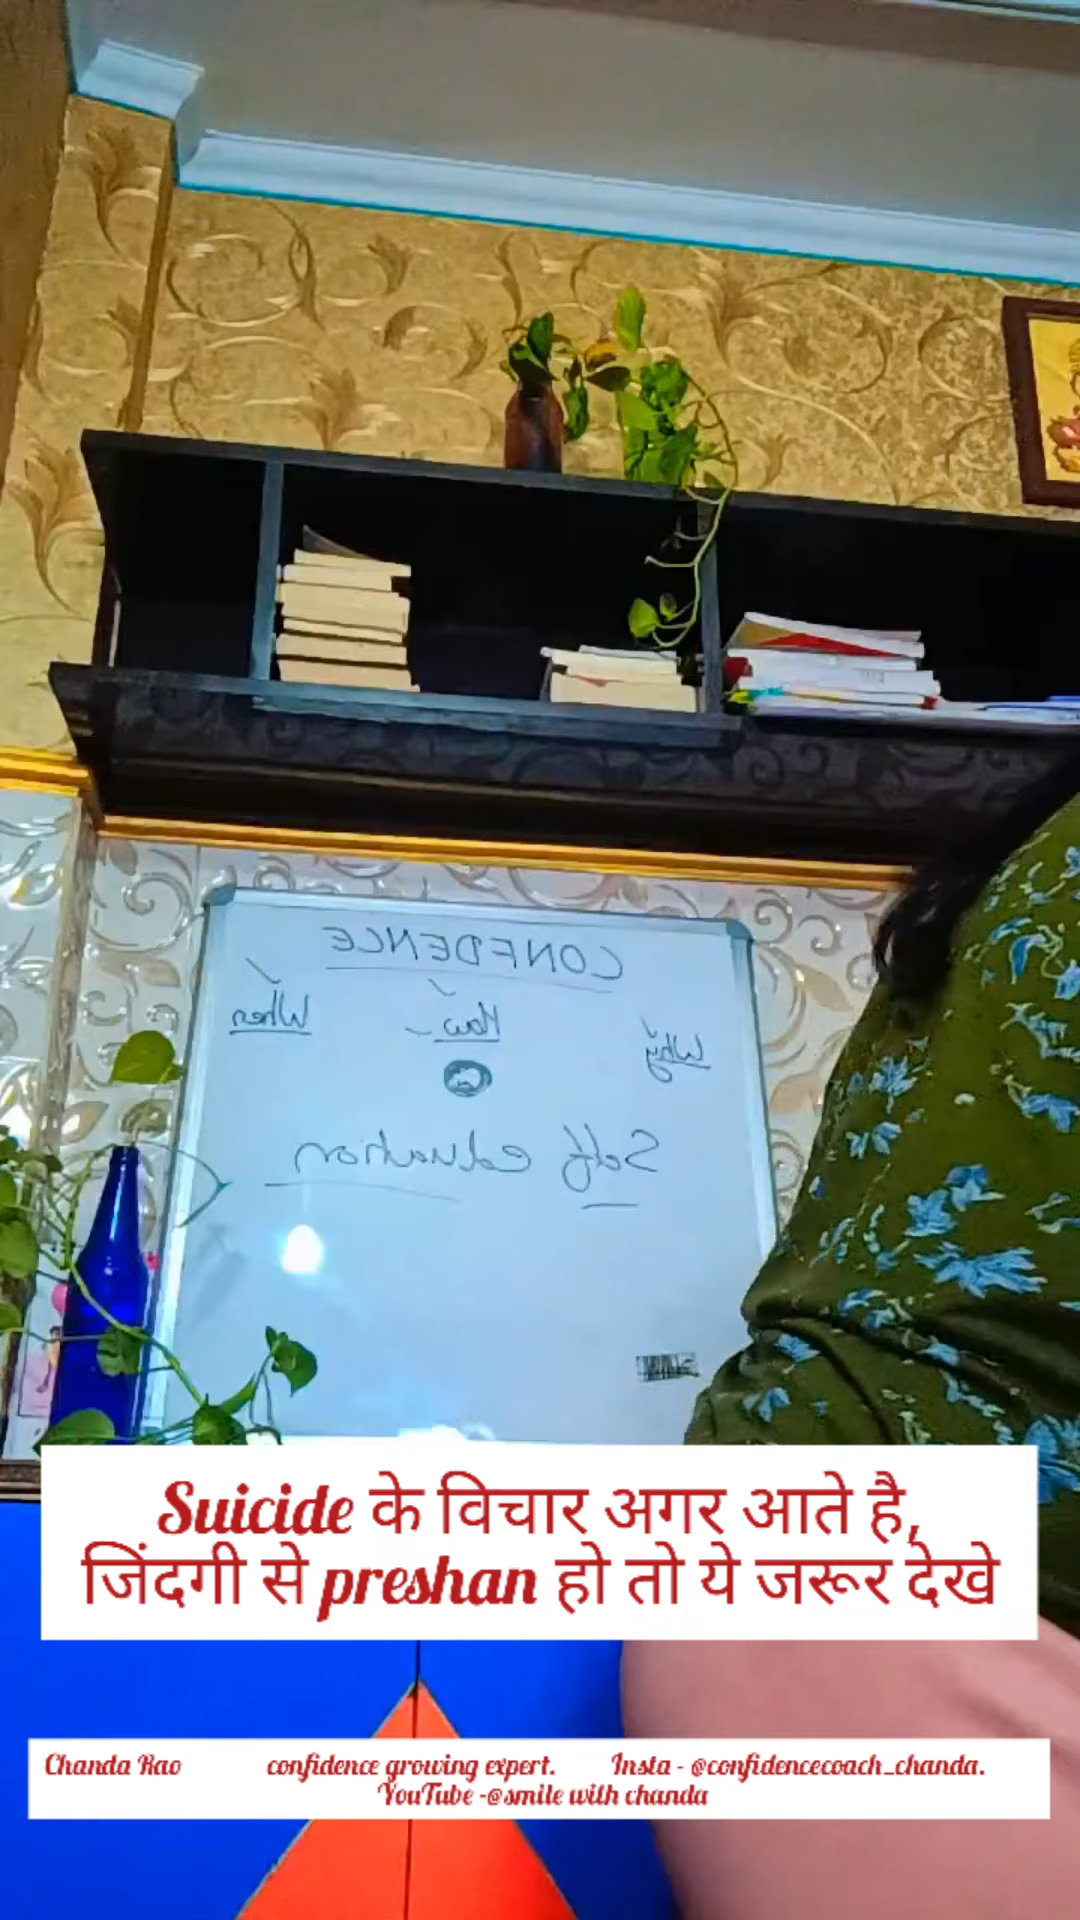 CONFIDENCE
Why How When
Self eduation
Suicide के विचार अगर आते है,
जिंदगी से preshan हो तो ये जरूर देखे
Chanda Rao confidence growing expert. Insta - @confidencecoach_chanda.
YouTube -@smile with chanda